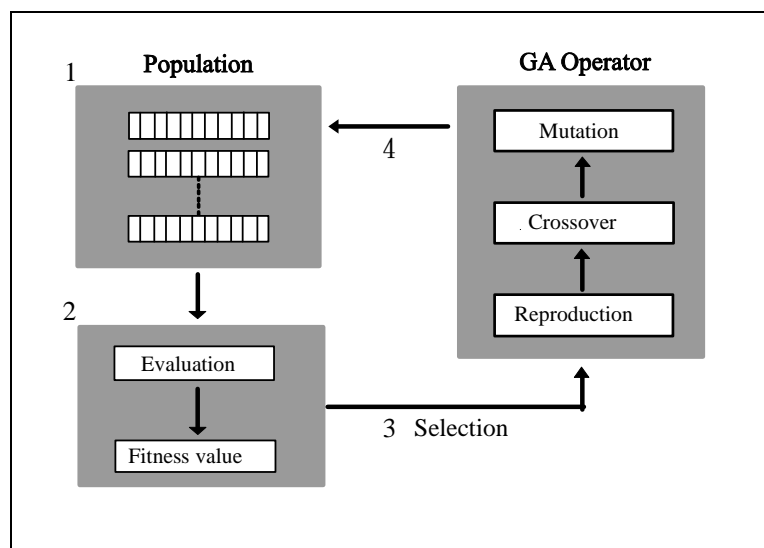 Population
GA Operator
1
Mutation
4
Crossover
Reproduction
2
Evaluation
3 Selection
Fitness value